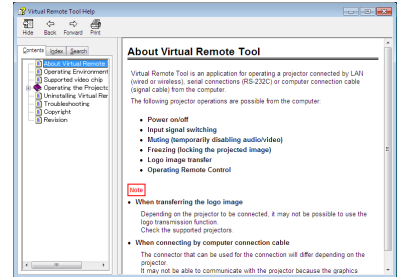 Virtual Remote Tool Help
Hide Back Forward Print
Contents Index Search
About Virtual Remote
Operating Environment
Supported video chip
Operating the Projecto
Uninstalling Virtual Rer
Troubleshooting
Copyright
Revision
About Virtual Remote Tool
Virtual Remote Tool is an application for operating a projector connected by LAN
(wired or wireless), serial connections (RS-232C) or computer connection cable
(signal cable) from the computer.
The following projector operations are possible from the computer.
• Power on/off
• Input signal switching
• Muting (temporarily disabling audio/video)
• Freezing (locking the projected image)
• Logo image transfer
• Operating Remote Control
Note
• When transferring the logo image
Depending on the projector to be connected, it may not be possible to use the
logo transmission function.
Check the supported projectors.
• When connecting by computer connection cable
The connector that can be used for the connection will differ depending on the
projector.
It may not be able to communicate with the projector because the graphics